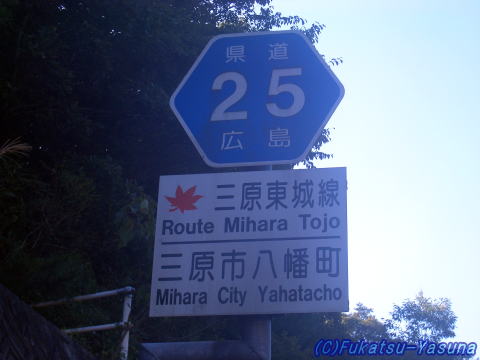 県道
25
広島
三原東城線
Route Mihara Tojo
三原市八幡町
Mihara City Yahatacho
(C)Fukatsu-Yasuna